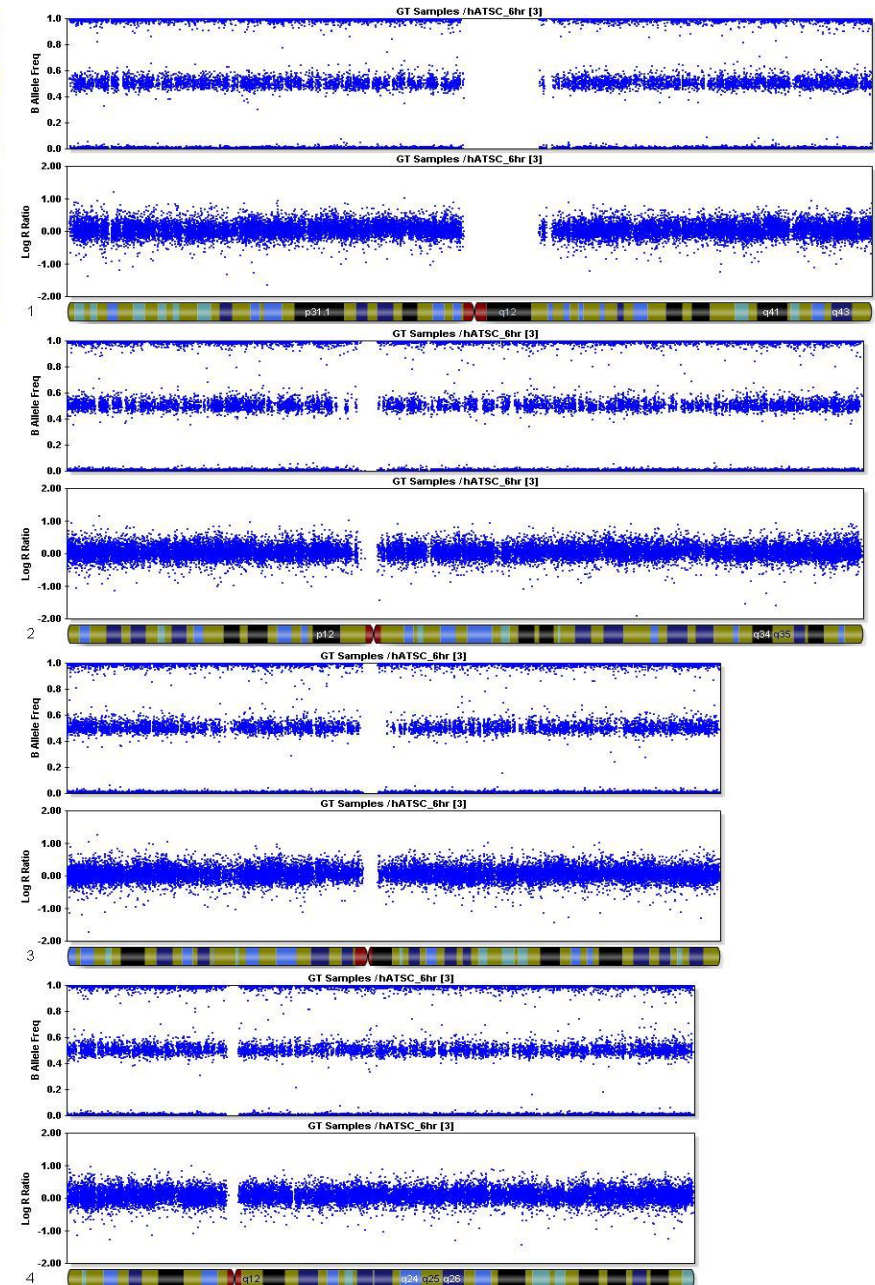 GT Samples /hATSC_6hr [3]
1.0
0.8
0.6
0.4
0.2
0.0
B Allele Freq
GT Samples /hATSC_6hr [3]
2.00
1.00
0.00
-1.00
-2.00
Log R Ratio
1
p31.1 q12 q41 q43
GT Samples /hATSC_6hr [3]
1.0
0.8
0.6
0.4
0.2
0.0
B Allele Freq
GT Samples /hATSC_6hr [3]
2.00
1.00
0.00
-1.00
-2.00
Log R Ratio
2
p12 q34 q35
GT Samples /hATSC_6hr [3]
1.0
0.8
0.6
0.4
0.2
0.0
B Allele Freq
GT Samples /hATSC_6hr [3]
2.00
1.00
0.00
-1.00
-2.00
Log R Ratio
3
GT Samples /hATSC_6hr [3]
1.0
0.8
0.6
0.4
0.2
0.0
B Allele Freq
GT Samples /hATSC_6hr [3]
2.00
1.00
0.00
-1.00
-2.00
Log R Ratio
4
q12 q24 q25 q26